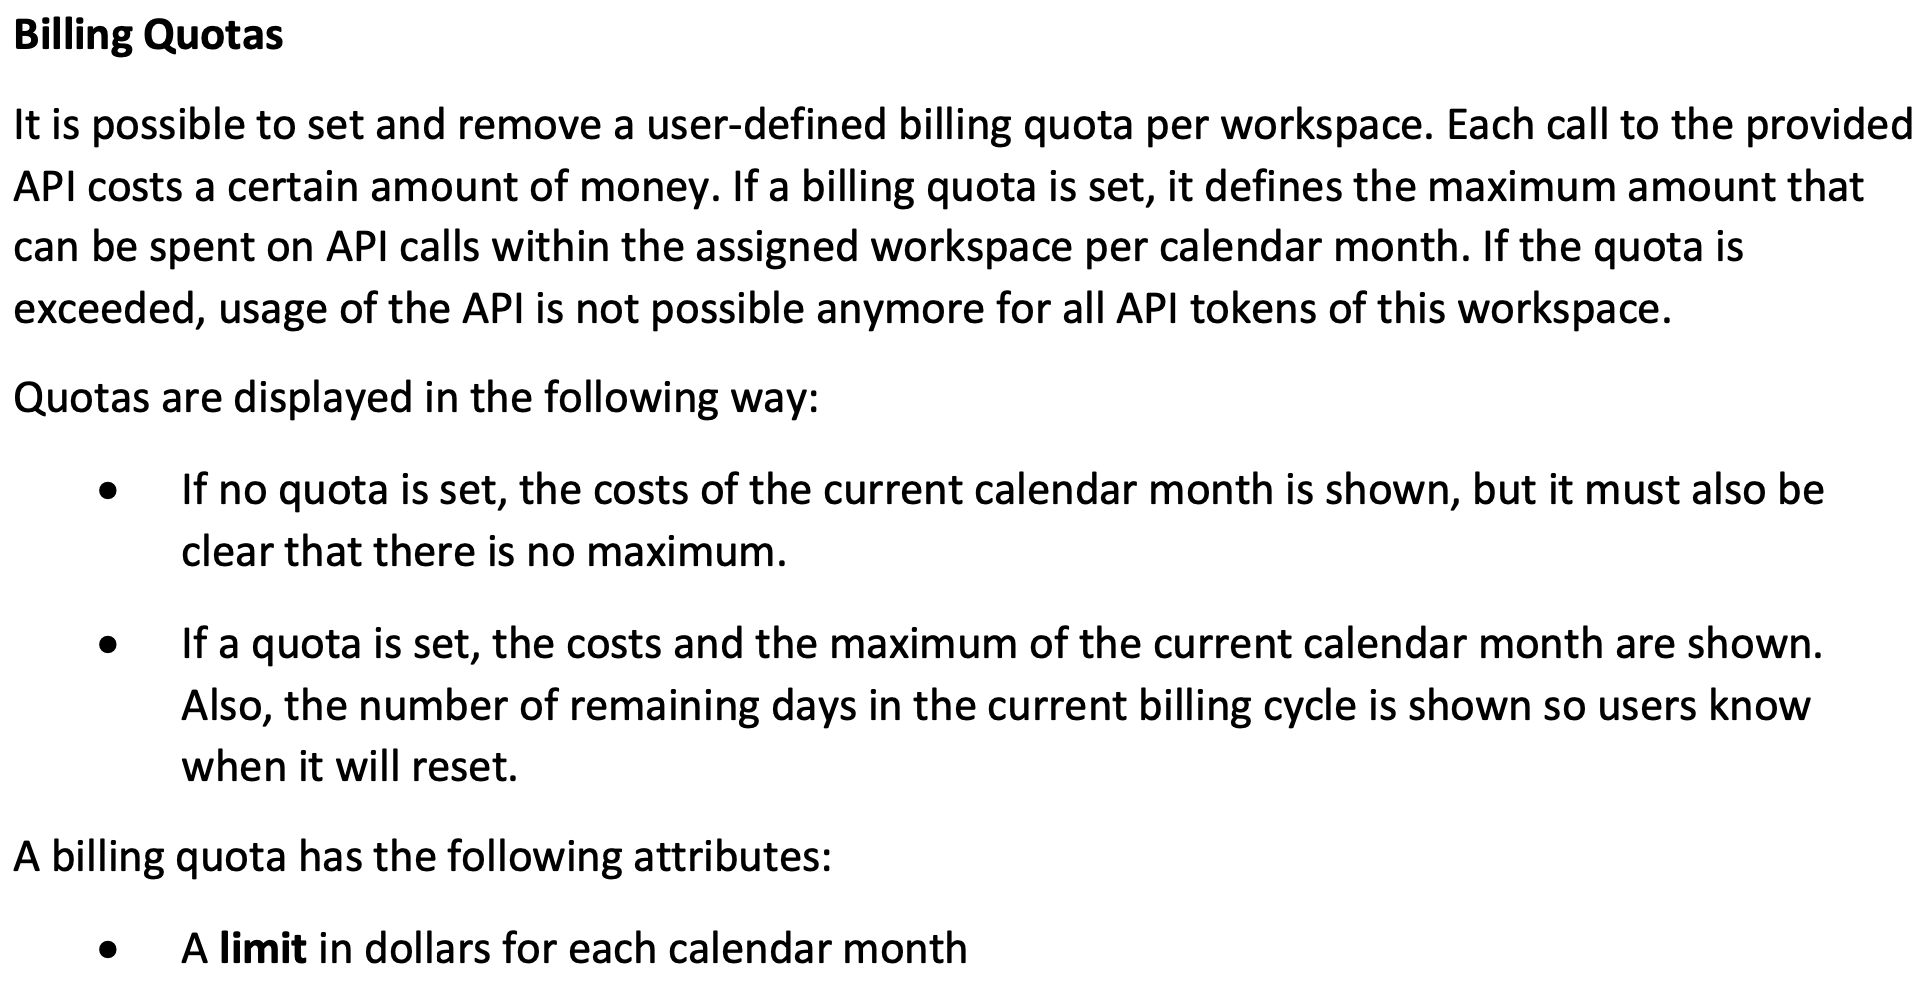 Billing Quotas
It is possible to set and remove a user-defined billing quota per workspace. Each call to the provided
API costs a certain amount of money. If a billing quota is set, it defines the maximum amount that
can be spent on API calls within the assigned workspace per calendar month. If the quota is
exceeded, usage of the API is not possible anymore for all API tokens of this workspace.
Quotas are displayed in the following way:
• If no quota is set, the costs of the current calendar month is shown, but it must also be
clear that there is no maximum.
• If a quota is set, the costs and the maximum of the current calendar month are shown.
Also, the number of remaining days in the current billing cycle is shown so users know
when it will reset.
A billing quota has the following attributes:
• A limit in dollars for each calendar month